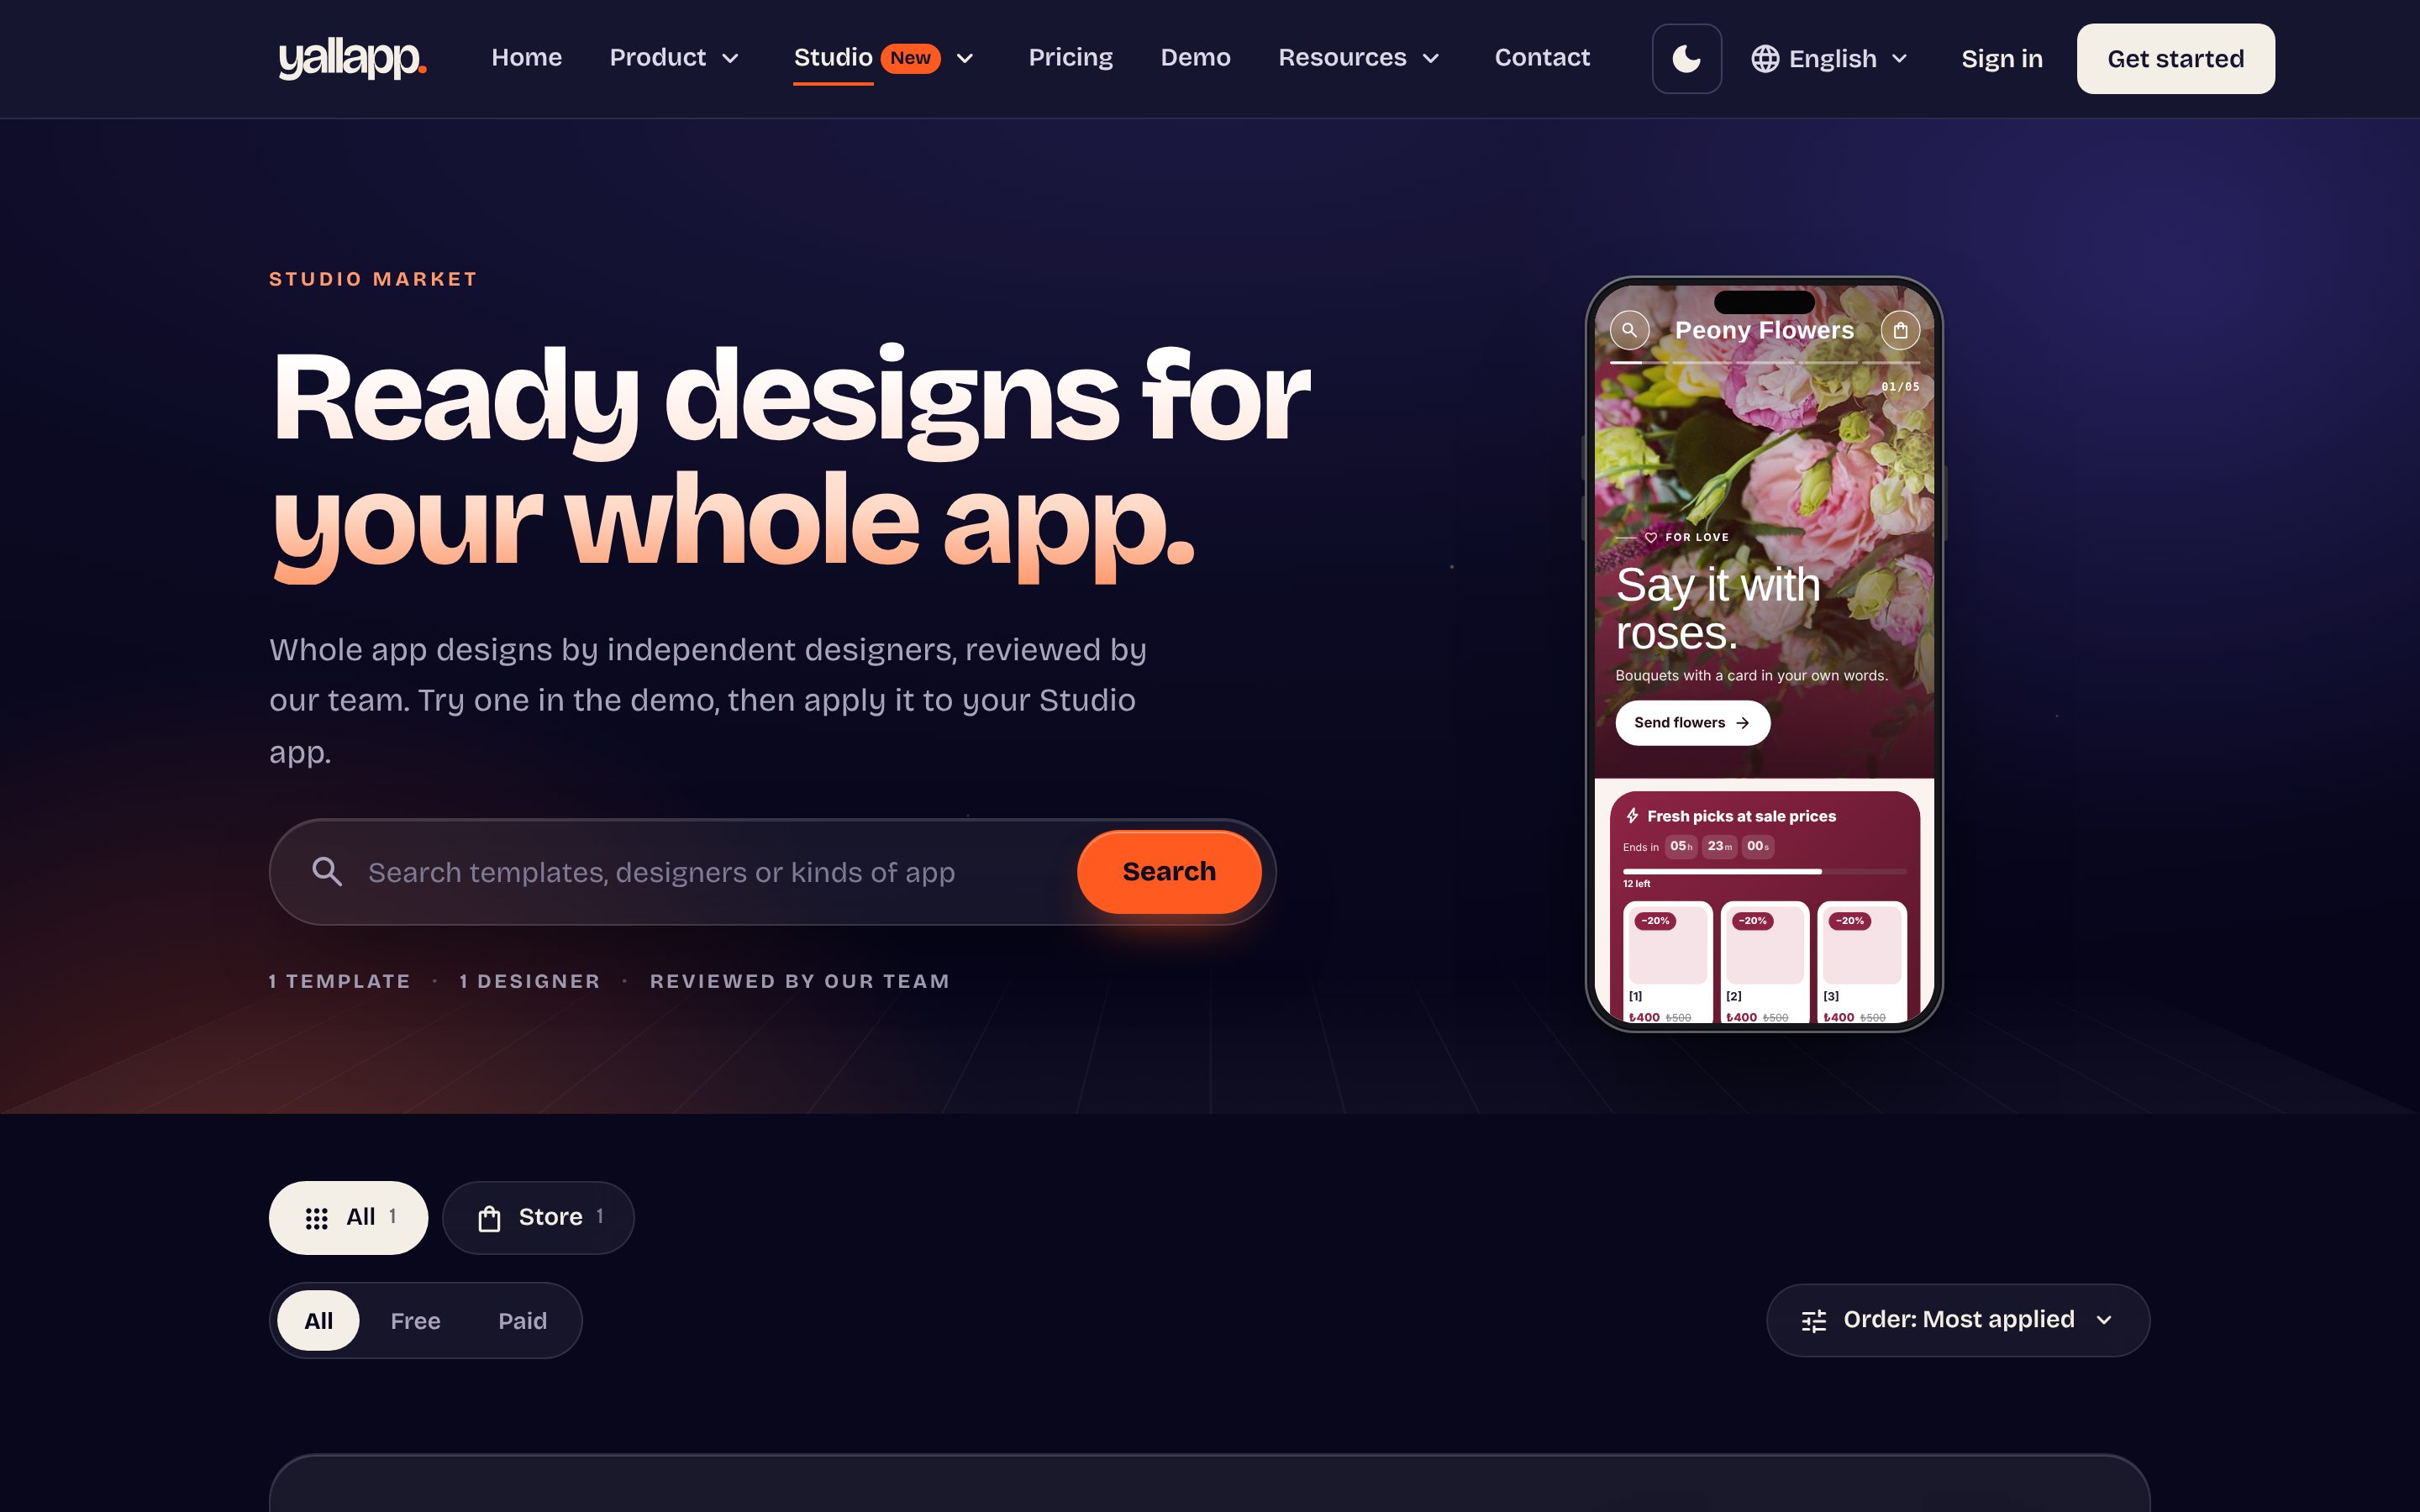 yallapp.
Home
Product
Studio New
Pricing
Demo
Resources
Contact
English
Sign in
Get started
STUDIO MARKET
Ready designs for
your whole app.
Whole app designs by independent designers, reviewed by
our team. Try one in the demo, then apply it to your Studio
app.
Search templates, designers or kinds of app
Search
1 TEMPLATE · 1 DESIGNER · REVIEWED BY OUR TEAM
Peony Flowers
01/05
FOR LOVE
Say it with
roses.
Bouquets with a card in your own words.
Send flowers
Fresh picks at sale prices
Ends in 05h 23m 00s
12 left
-20% -20% -20%
[1] [2] [3]
₺400 ₺500 ₺400 ₺500 ₺400 ₺500
All 1
Store 1
All
Free
Paid
Order: Most applied